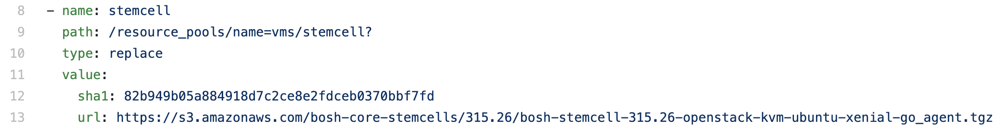 8 - name: stemcell
9 path: /resource_pools/name=vms/stemcell?
10 type: replace
11 value:
12 sha1: 82b949b05a884918d7c2ce8e2fdceb0370bbf7fd
13 url: https://s3.amazonaws.com/bosh-core-stemcells/315.26/bosh-stemcell-315.26-openstack-kvm-ubuntu-xenial-go_agent.tgz